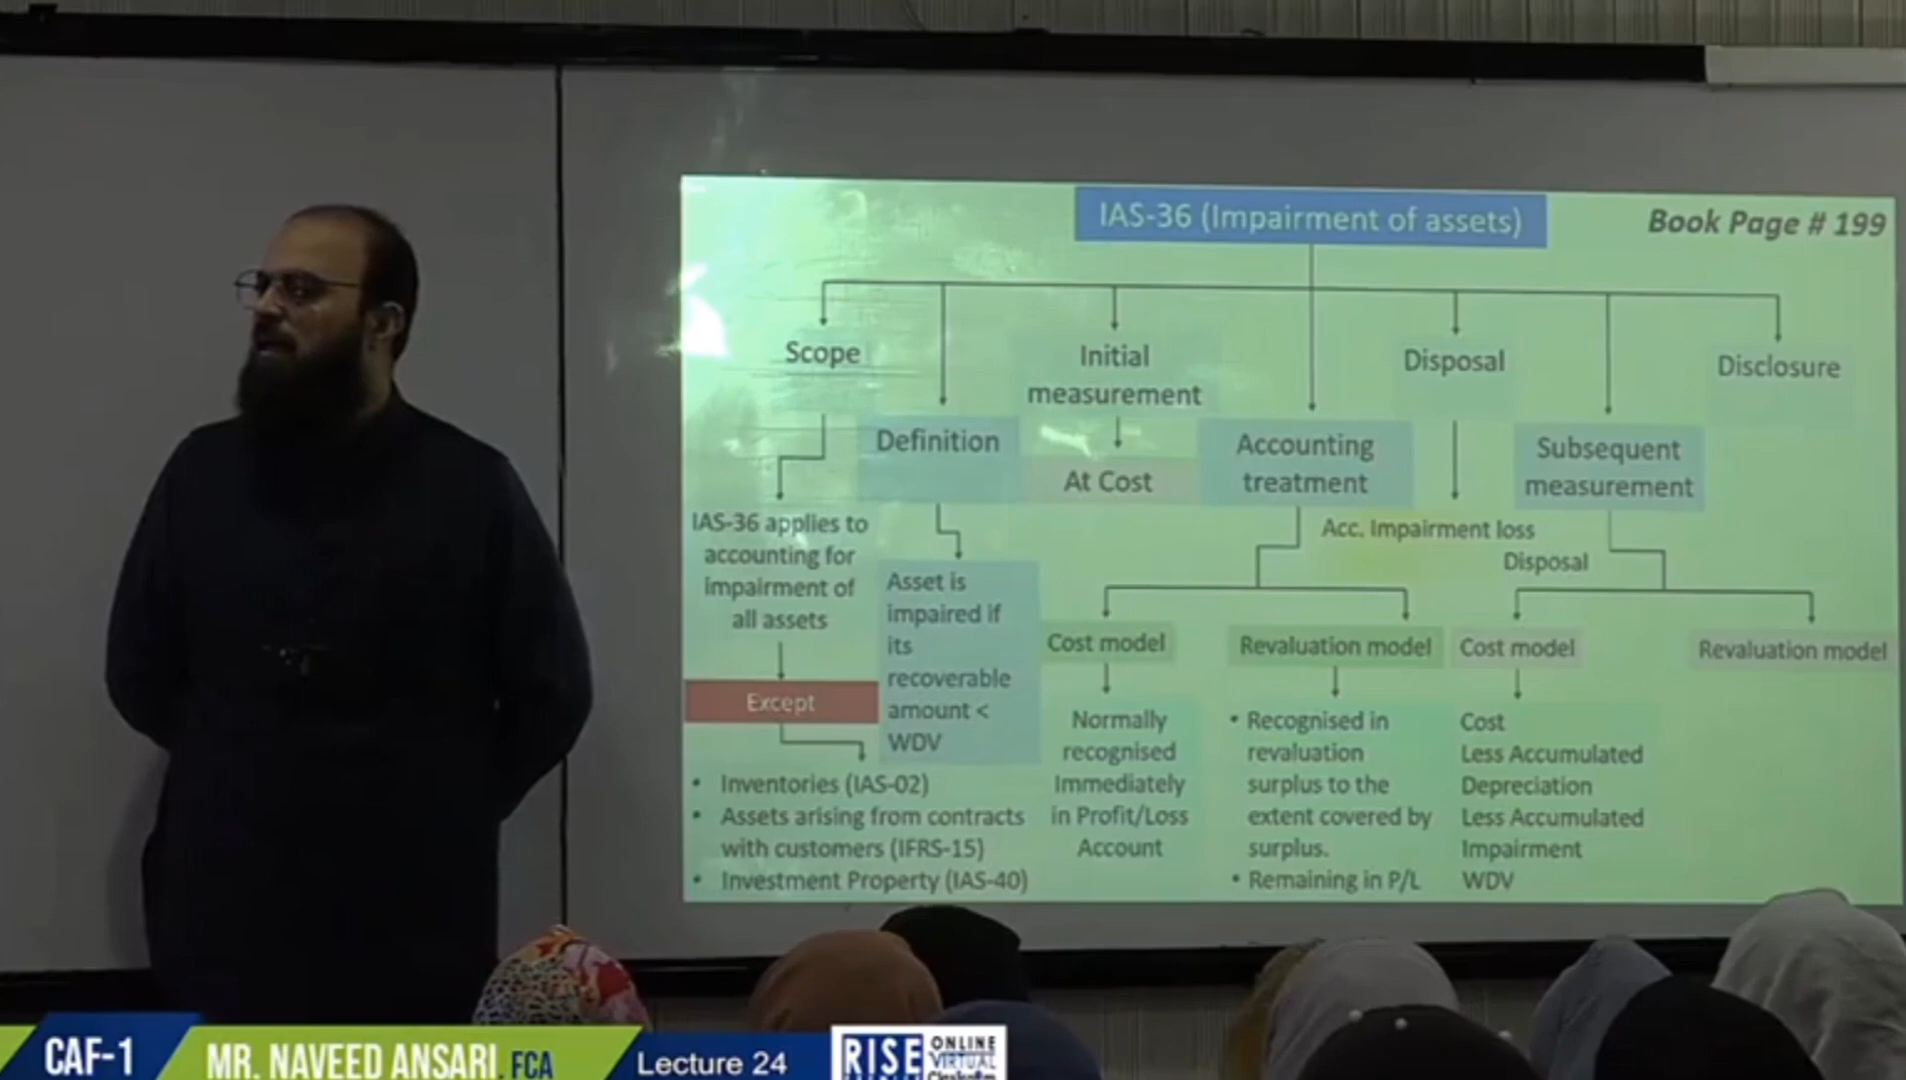 IAS-36 (Impairment of assets)
Book Page # 199
Scope
Initial
measurement
Disposal
Disclosure
Definition
At Cost
Accounting
treatment
Subsequent
measurement
IAS-36 applies to
accounting for
impairment of
all assets
Except
• Inventories (IAS-02)
• Assets arising from contracts
with customers (IFRS-15)
• Investment Property (IAS-40)
Asset is
impaired if
its
recoverable
amount <
WDV
Acc. Impairment loss
Disposal
Cost model
Normally
recognised
Immediately
in Profit/Loss
Account
Revaluation model
• Recognised in
revaluation
surplus to the
extent covered by
surplus.
• Remaining in P/L
Cost model
Cost
Less Accumulated
Depreciation
Less Accumulated
Impairment
WDV
Revaluation model
CAF-1
MR. NAVEED ANSARI, FCA
Lecture 24
RISE
ONLINE
VIRTUAL